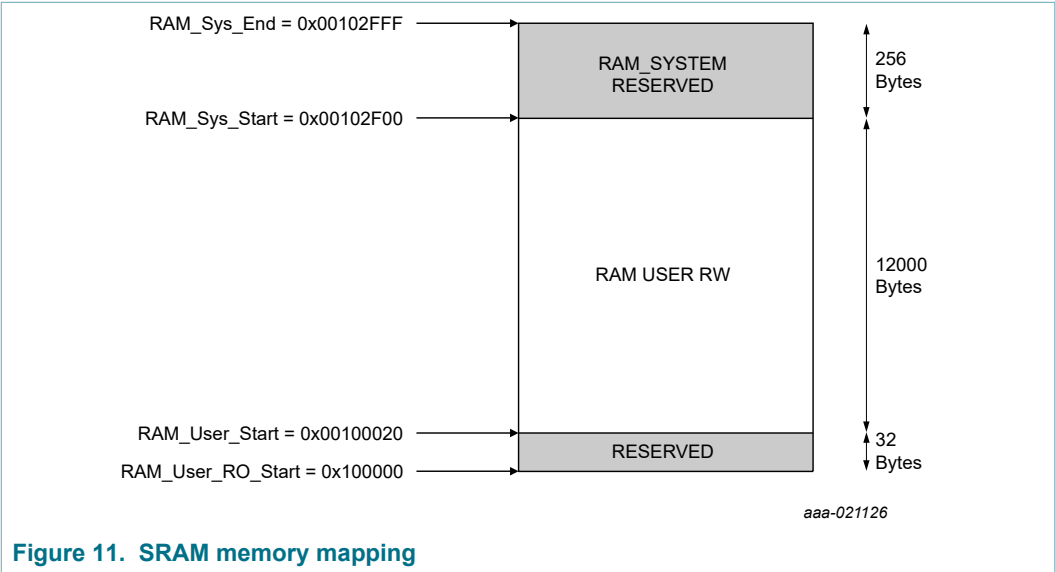 RAM_Sys_End = 0x00102FFF
RAM_SYSTEM
RESERVED
256
Bytes
RAM_Sys_Start = 0x00102F00
RAM USER RW
12000
Bytes
RAM_User_Start = 0x00100020
RESERVED
32
Bytes
RAM_User_RO_Start = 0x100000
aaa-021126
Figure 11. SRAM memory mapping